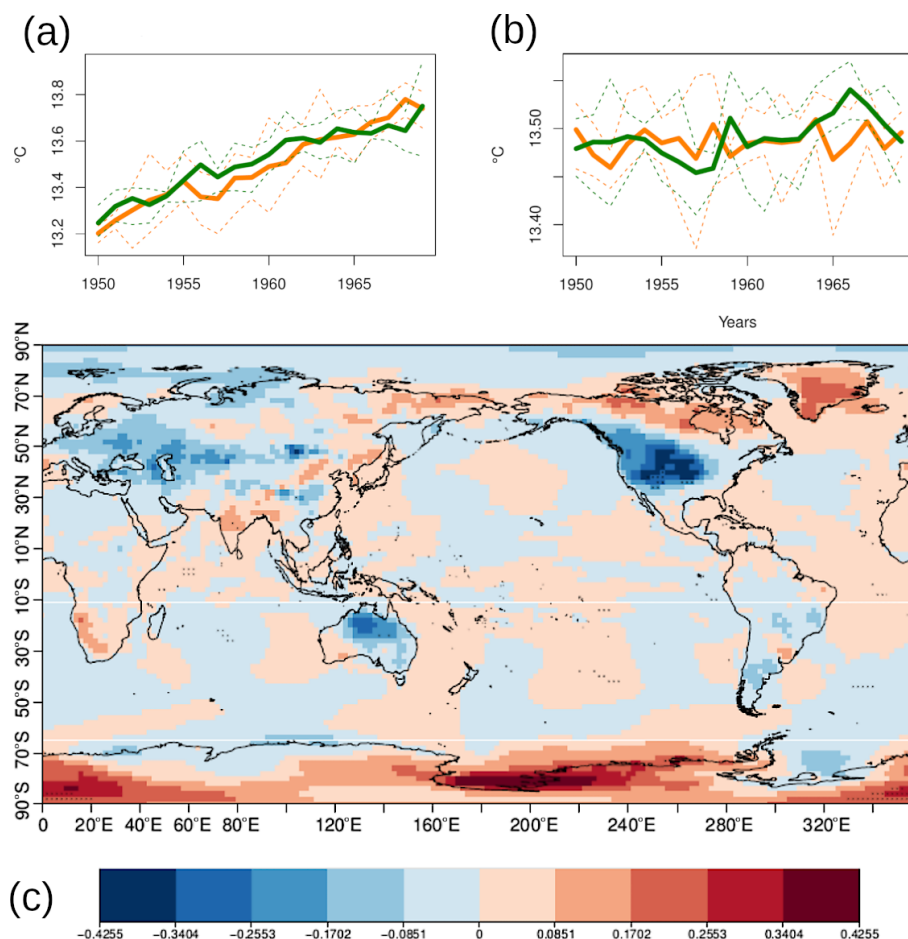 (a)
(b)
°C
13.8
13.6
13.4
13.2
1950
1955
1960
1965
°C
13.50
13.40
1950
1955
1960
1965
Years
90°N
70°N
50°N
30°N
10°N
10°S
30°S
50°S
70°S
90°S
0 20°E 40°E 60°E 80°E 120°E 160°E 200°E 240°E 280°E 320°E
(c)
−0.4255 −0.3404 −0.2553 −0.1702 −0.0851 0 0.0851 0.1702 0.2553 0.3404 0.4255